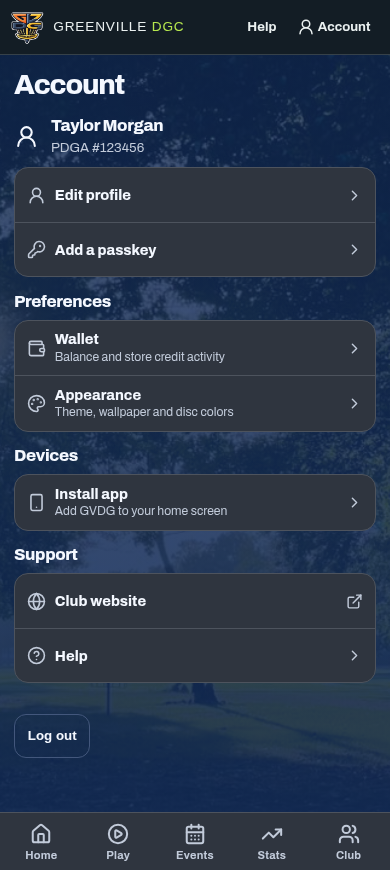 GREENVILLE DGC
Help
Account
Account
Taylor Morgan
PDGA #123456
Edit profile
Add a passkey
Preferences
Wallet
Balance and store credit activity
Appearance
Theme, wallpaper and disc colors
Devices
Install app
Add GVDG to your home screen
Support
Club website
Help
Log out
Home
Play
Events
Stats
Club